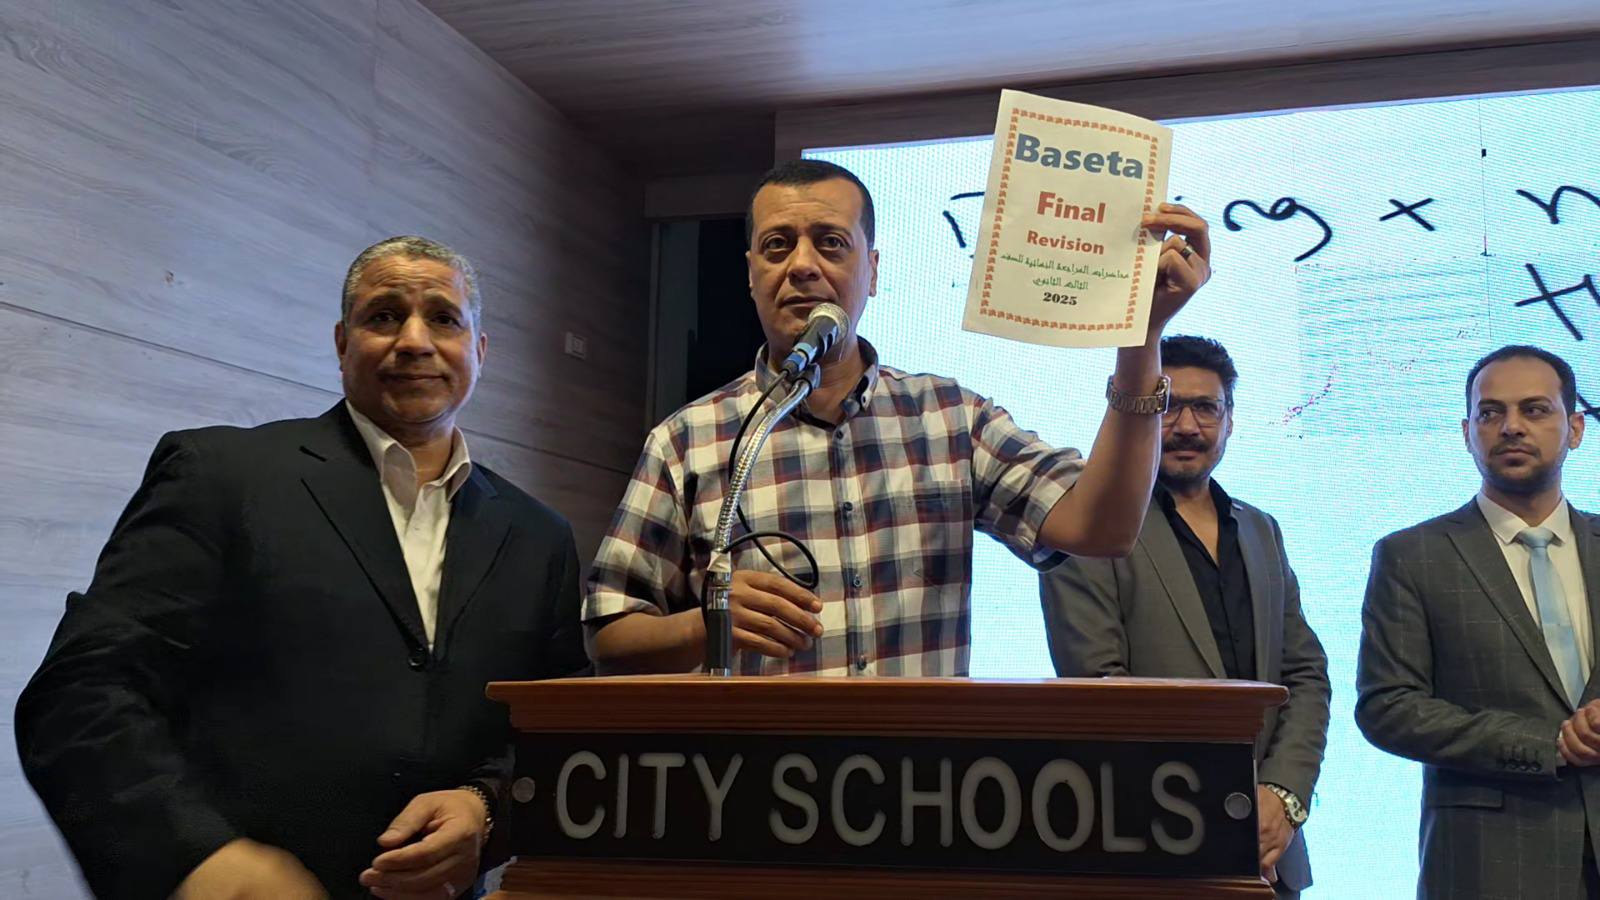 Baseta
Final
Revision
محاضرات المراجعة النهائية للصف
الثالث الثانوي
2025
CITY SCHOOLS